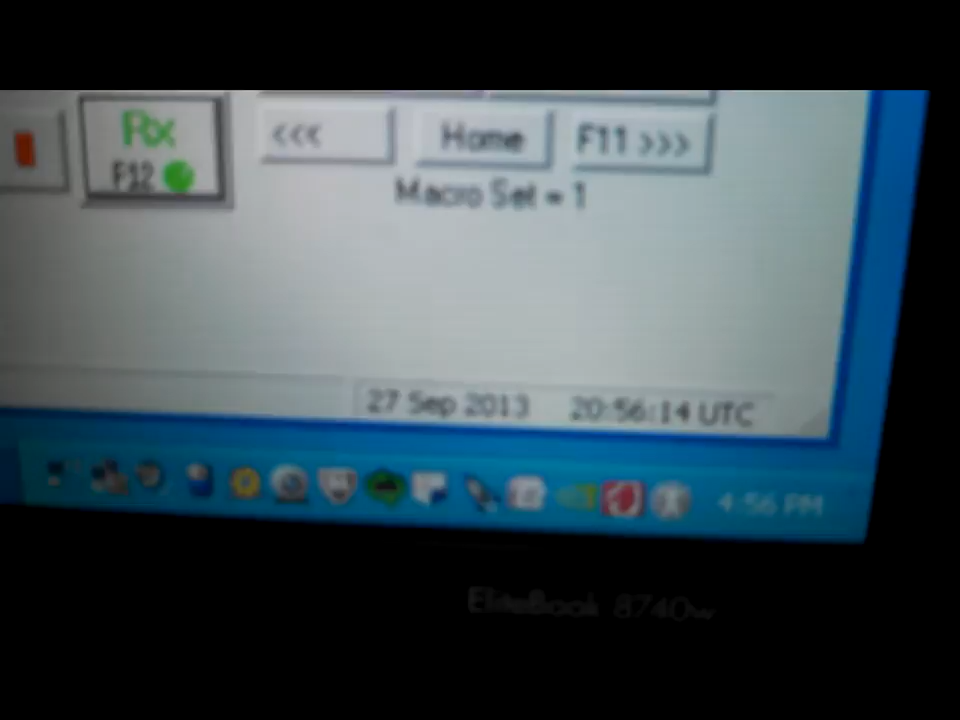 Rx
F12
<<<
Home
F11 >>>
Macro Set = 1
27 Sep 2013 20:56:14 UTC
4:56 PM
EliteBook 8740w